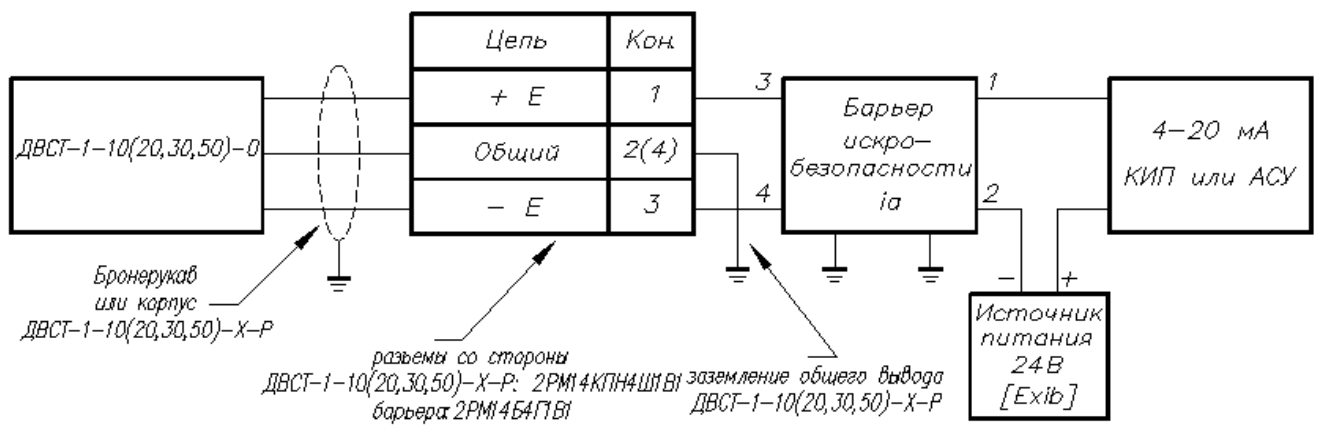 ДВСТ-1-10(20,30,50)-0
Цепь Кон.
+ Е 1
Общий 2(4)
- Е 3
3
4
Барьер
искро-
безопасности
ia
1
2
4-20 мА
КИП или АСУ
- +
Источник
питания
24В
[Exib]
Бронерукав
или корпус
ДВСТ-1-10(20,30,50)-Х-Р
разъемы со стороны
ДВСТ-1-10(20,30,50)-Х-Р: 2РМ14КПН4Ш1В1
барьера: 2РМ14Б4Г1В1
заземление общего вывода
ДВСТ-1-10(20,30,50)-Х-Р